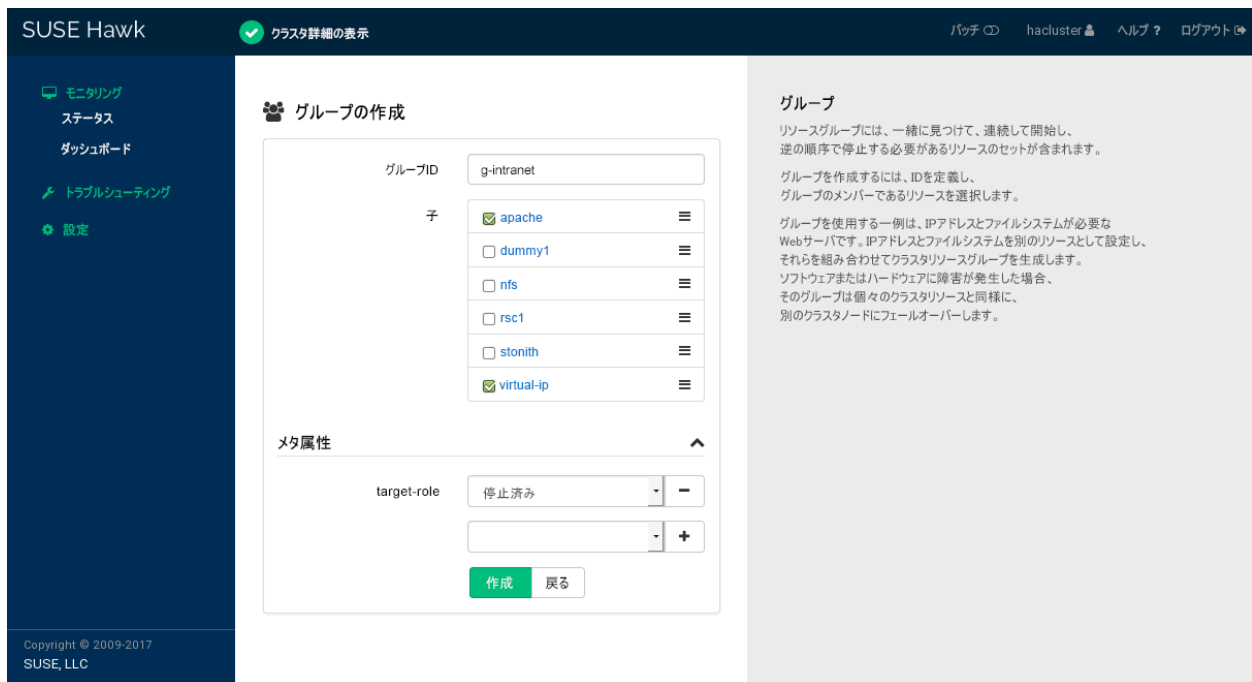 SUSE Hawk
クラスタ詳細の表示
バッチ
hacluster
ヘルプ ?
ログアウト
モニタリング
ステータス
ダッシュボード
トラブルシューティング
設定
Copyright © 2009-2017
SUSE, LLC
グループの作成
グループID
g-intranet
子
apache
dummy1
nfs
rsc1
stonith
virtual-ip
メタ属性
target-role
停止済み
作成
戻る
グループ
リソースグループには、一緒に見つけて、連続して開始し、
逆の順序で停止する必要があるリソースのセットが含まれます。
グループを作成するには、IDを定義し、
グループのメンバーであるリソースを選択します。
グループを使用する一例は、IPアドレスとファイルシステムが必要な
Webサーバです。IPアドレスとファイルシステムを別のリソースとして設定し、
それらを組み合わせてクラスタリソースグループを生成します。
ソフトウェアまたはハードウェアに障害が発生した場合、
そのグループは個々のクラスタリソースと同様に、
別のクラスタノードにフェールオーバーします。